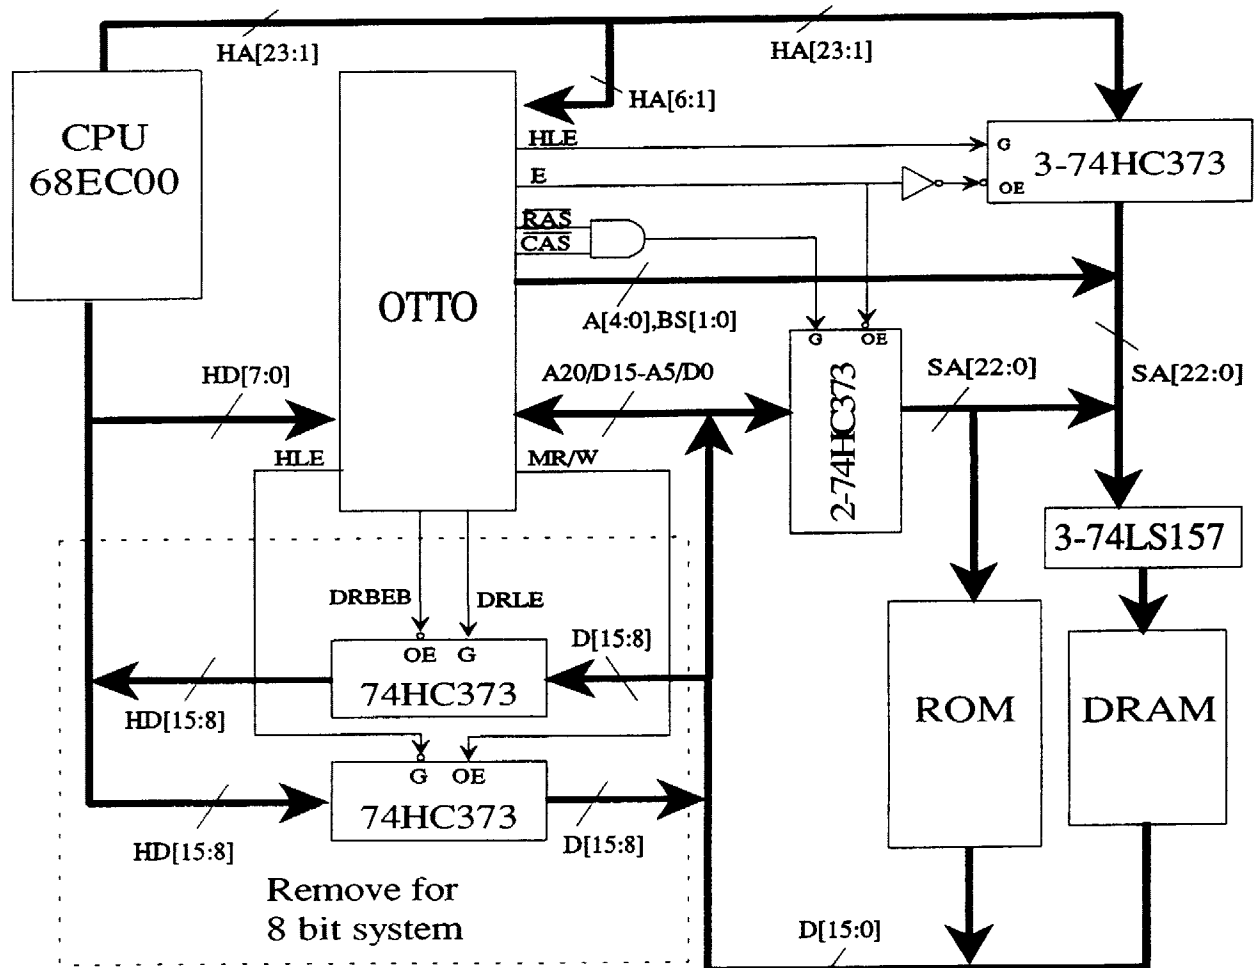 HA[23:1]
HA[23:1]
HA[6:1]
CPU
68EC00
HLE
G
3-74HC373
E
OE
RAS
CAS
OTTO
A[4:0],BS[1:0]
G OE
2-74HC373
HD[7:0]
A20/D15-A5/D0
SA[22:0]
SA[22:0]
HLE
MR/W
3-74LS157
DRBEB
DRLE
D[15:8]
OE G
74HC373
HD[15:8]
ROM
DRAM
G OE
74HC373
HD[15:8]
D[15:8]
Remove for
8 bit system
D[15:0]